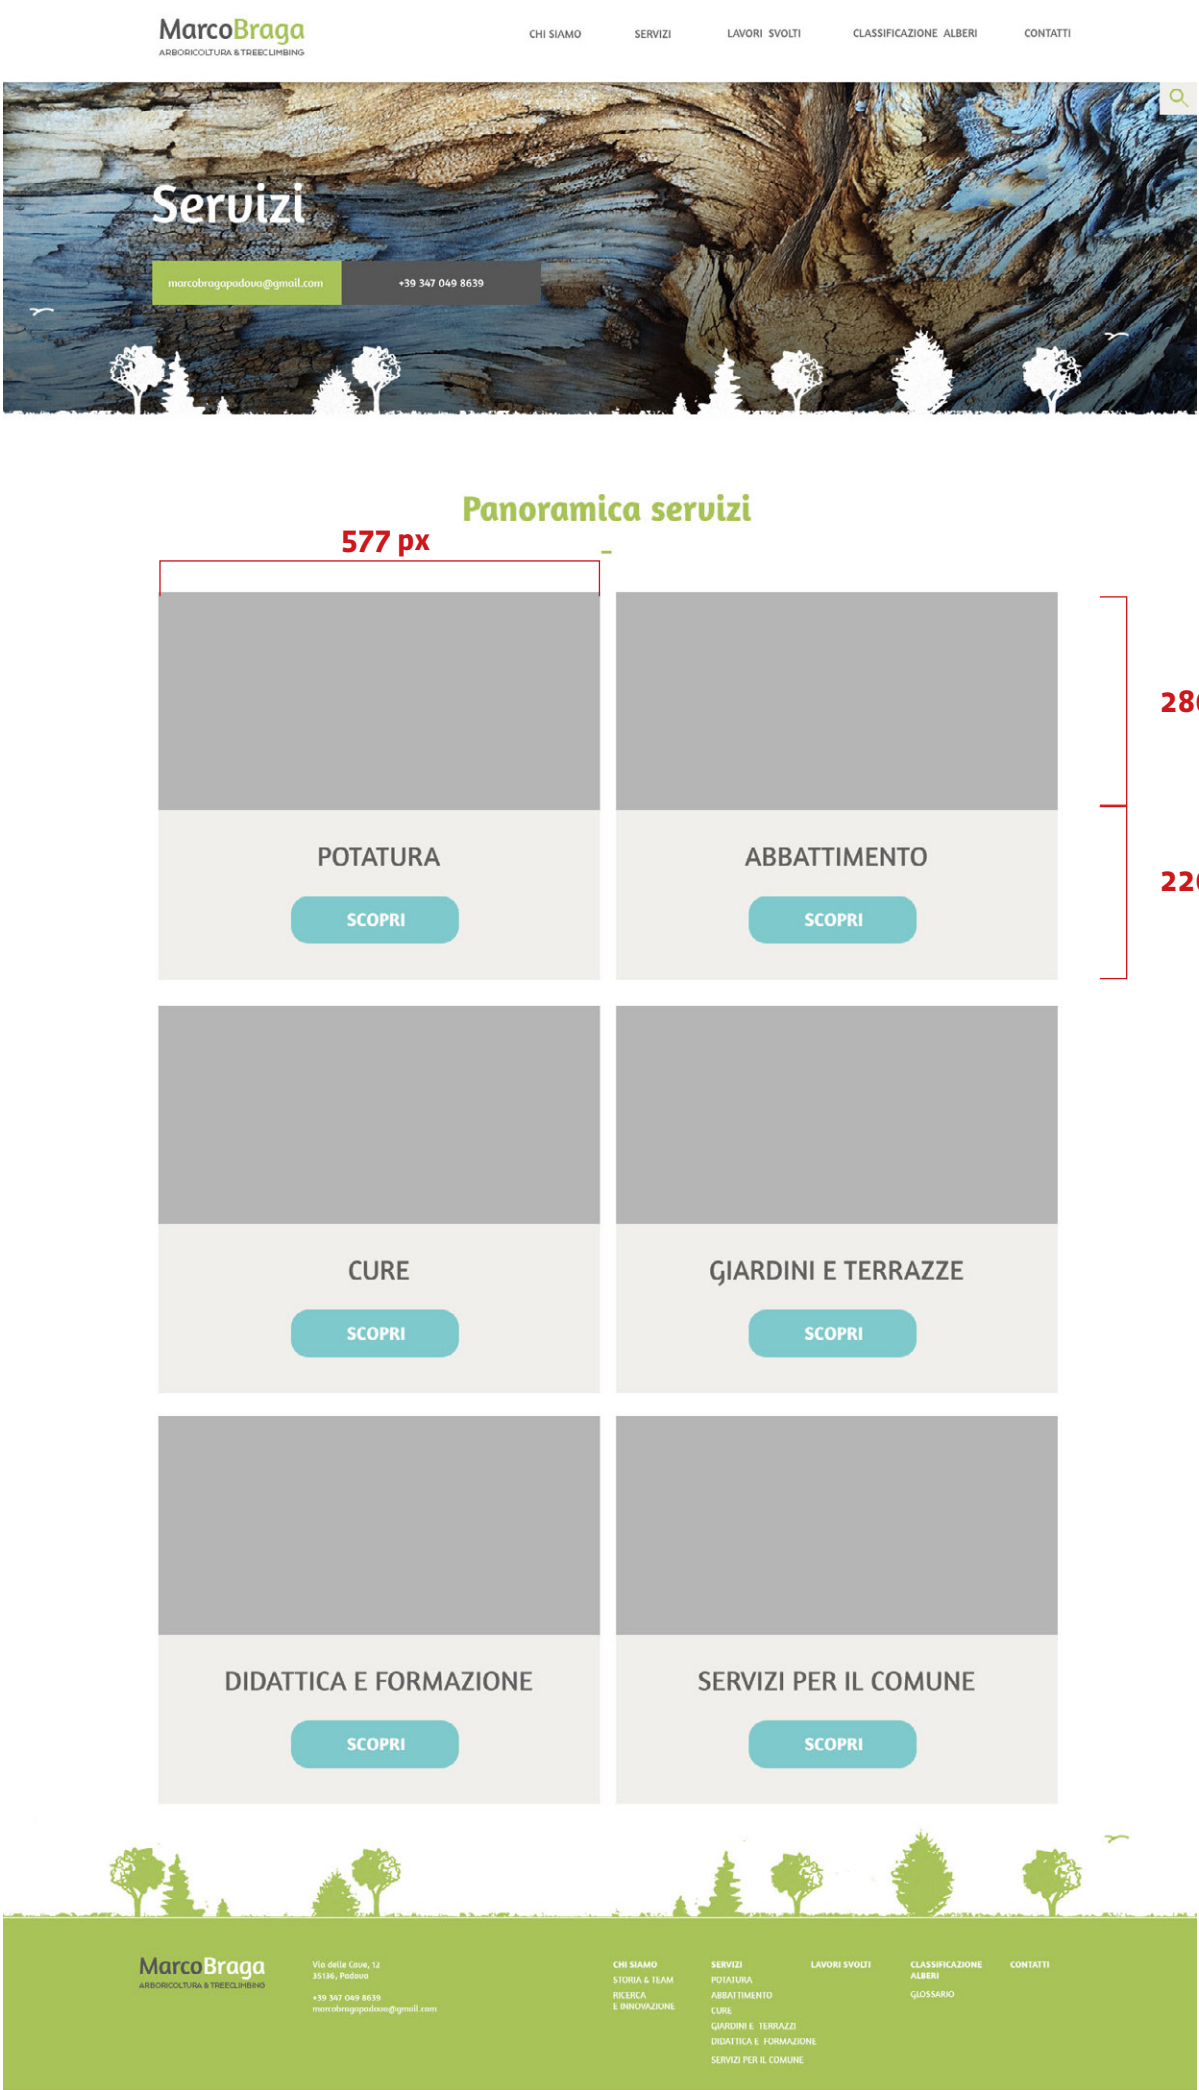 MarcoBraga
ARBORICOLTURA & TREECLIMBING
CHI SIAMO
SERVIZI
LAVORI SVOLTI
CLASSIFICAZIONE ALBERI
CONTATTI
Servizi
marcobragapadova@gmail.com
+39 347 049 8639
Panoramica servizi
577 px
POTATURA
SCOPRI
ABBATTIMENTO
SCOPRI
CURE
SCOPRI
GIARDINI E TERRAZZE
SCOPRI
DIDATTICA E FORMAZIONE
SCOPRI
SERVIZI PER IL COMUNE
SCOPRI
MarcoBraga
ARBORICOLTURA & TREECLIMBING
Via delle Cave, 12
35136, Padova
+39 347 049 8639
marcobragapadova@gmail.com
CHI SIAMO
STORIA & TEAM
RICERCA
E INNOVAZIONE
SERVIZI
POTATURA
ABBATTIMENTO
CURE
GIARDINI E TERRAZZI
DIDATTICA E FORMAZIONE
SERVIZI PER IL COMUNE
LAVORI SVOLTI
CLASSIFICAZIONE
ALBERI
GLOSSARIO
CONTATTI